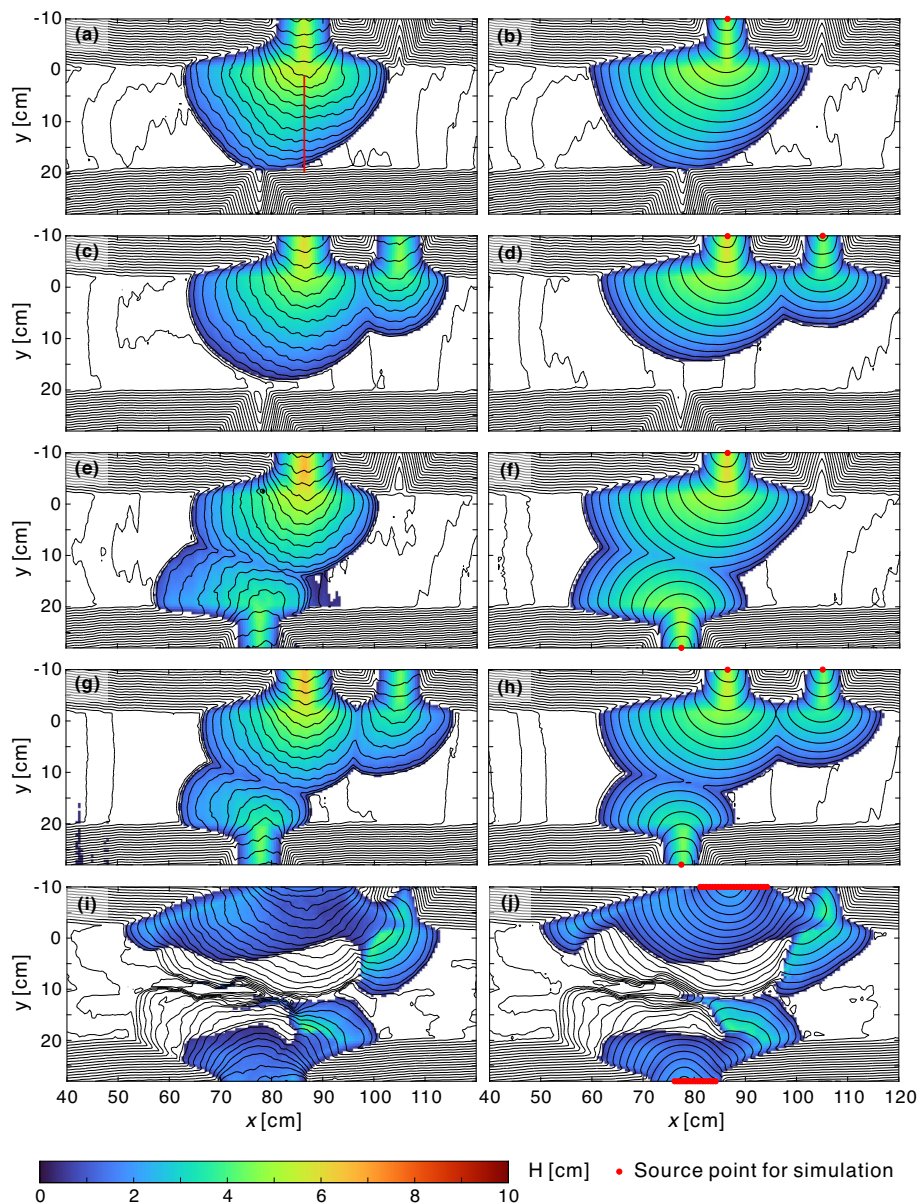 (a) (b)
-10
0
10
20
y [cm]
(c) (d)
-10
0
10
20
y [cm]
(e) (f)
-10
0
10
20
y [cm]
(g) (h)
-10
0
10
20
y [cm]
(i) (j)
-10
0
10
20
y [cm]
40 50 60 70 80 90 100 110 40 50 60 70 80 90 100 110 120
x [cm] x [cm]
H [cm] Source point for simulation
0 2 4 6 8 10